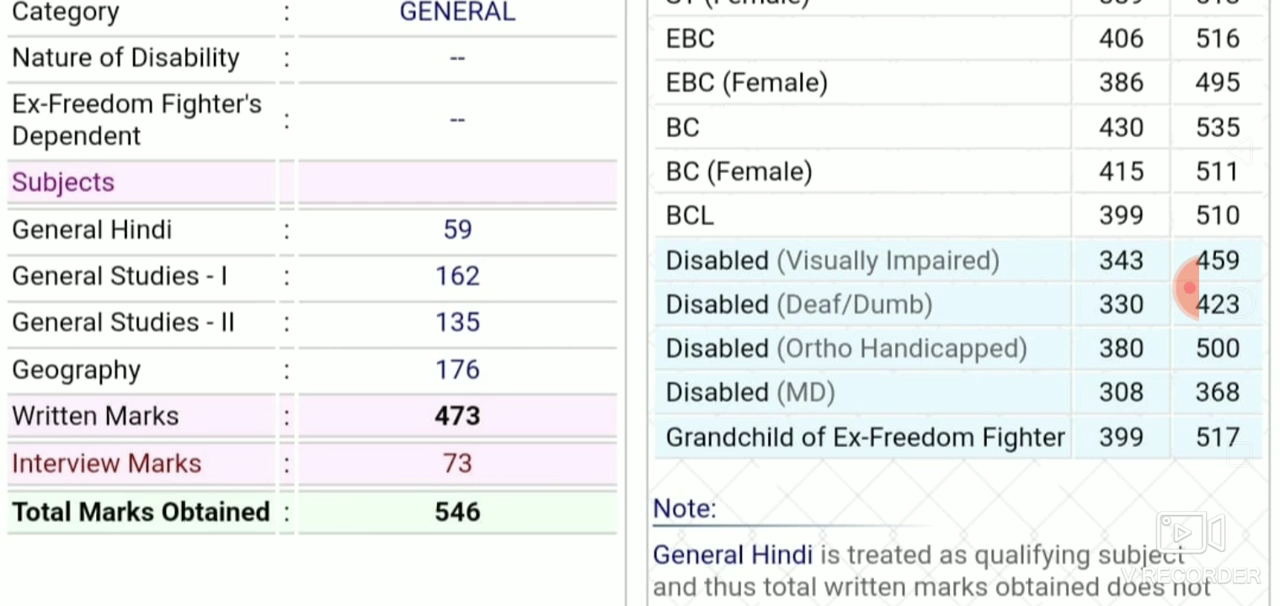 Category : GENERAL
Nature of Disability : --
Ex-Freedom Fighter's
Dependent : --
Subjects
General Hindi : 59
General Studies - I : 162
General Studies - II : 135
Geography : 176
Written Marks : 473
Interview Marks : 73
Total Marks Obtained : 546
EBC 406 516
EBC (Female) 386 495
BC 430 535
BC (Female) 415 511
BCL 399 510
Disabled (Visually Impaired) 343 459
Disabled (Deaf/Dumb) 330 423
Disabled (Ortho Handicapped) 380 500
Disabled (MD) 308 368
Grandchild of Ex-Freedom Fighter 399 517
Note:
General Hindi is treated as qualifying subject
and thus total written marks obtained does not
V RECORDER